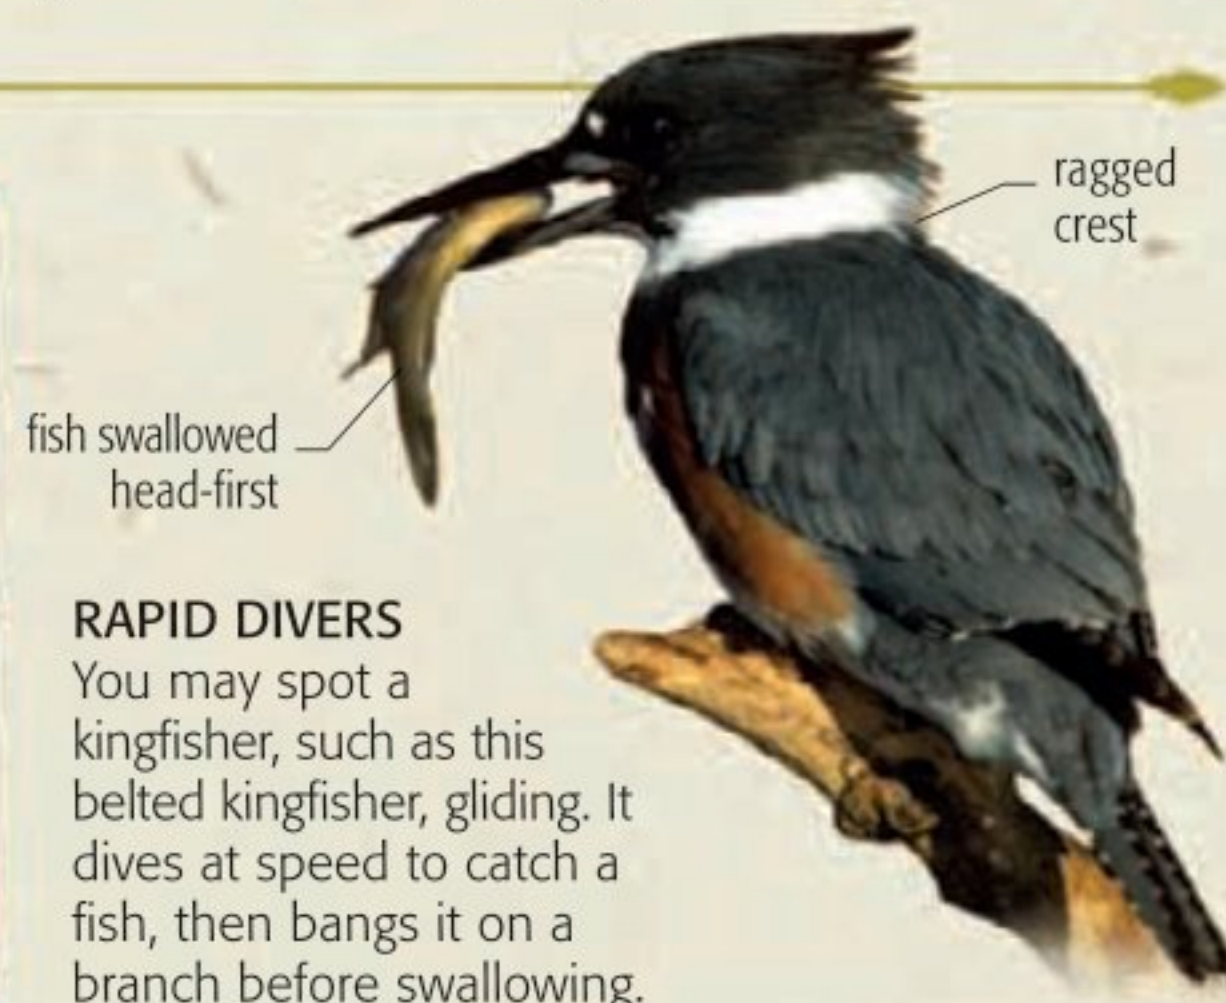 ragged
crest
fish swallowed
head-first
RAPID DIVERS
You may spot a
kingfisher, such as this
belted kingfisher, gliding. It
dives at speed to catch a
fish, then bangs it on a
branch before swallowing.